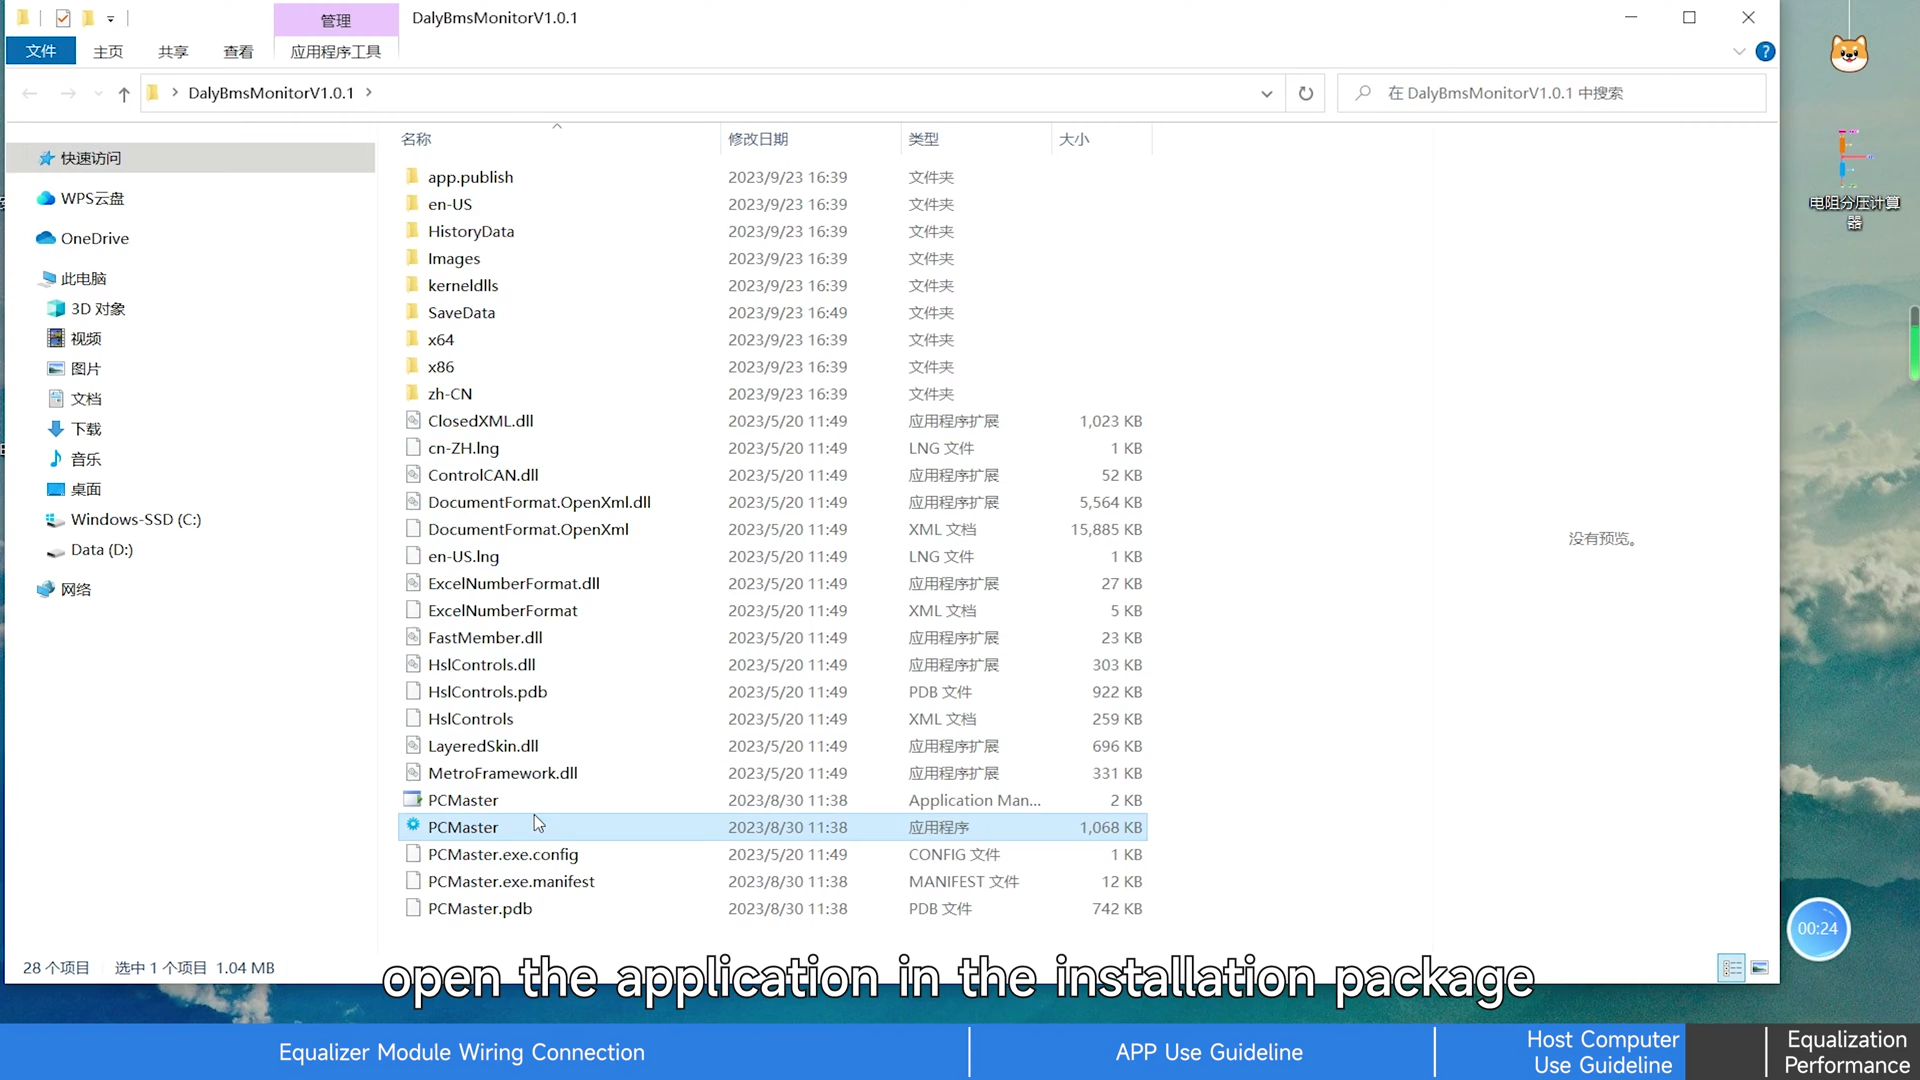 管理
DalyBmsMonitorV1.0.1
文件
主页
共享
查看
应用程序工具
DalyBmsMonitorV1.0.1
在 DalyBmsMonitorV1.0.1 中搜索
快速访问
WPS云盘
OneDrive
此电脑
3D 对象
视频
图片
文档
下载
音乐
桌面
Windows-SSD (C:)
Data (D:)
网络
名称 修改日期 类型 大小
app.publish 2023/9/23 16:39 文件夹
en-US 2023/9/23 16:39 文件夹
HistoryData 2023/9/23 16:39 文件夹
Images 2023/9/23 16:39 文件夹
kerneldlls 2023/9/23 16:39 文件夹
SaveData 2023/9/23 16:49 文件夹
x64 2023/9/23 16:39 文件夹
x86 2023/9/23 16:39 文件夹
zh-CN 2023/9/23 16:39 文件夹
ClosedXML.dll 2023/5/20 11:49 应用程序扩展 1,023 KB
cn-ZH.lng 2023/5/20 11:49 LNG 文件 1 KB
ControlCAN.dll 2023/5/20 11:49 应用程序扩展 52 KB
DocumentFormat.OpenXml.dll 2023/5/20 11:49 应用程序扩展 5,564 KB
DocumentFormat.OpenXml 2023/5/20 11:49 XML 文档 15,885 KB
en-US.lng 2023/5/20 11:49 LNG 文件 1 KB
ExcelNumberFormat.dll 2023/5/20 11:49 应用程序扩展 27 KB
ExcelNumberFormat 2023/5/20 11:49 XML 文档 5 KB
FastMember.dll 2023/5/20 11:49 应用程序扩展 23 KB
HslControls.dll 2023/5/20 11:49 应用程序扩展 303 KB
HslControls.pdb 2023/5/20 11:49 PDB 文件 922 KB
HslControls 2023/5/20 11:49 XML 文档 259 KB
LayeredSkin.dll 2023/5/20 11:49 应用程序扩展 696 KB
MetroFramework.dll 2023/5/20 11:49 应用程序扩展 331 KB
PCMaster 2023/8/30 11:38 Application Man... 2 KB
PCMaster 2023/8/30 11:38 应用程序 1,068 KB
PCMaster.exe.config 2023/5/20 11:49 CONFIG 文件 1 KB
PCMaster.exe.manifest 2023/8/30 11:38 MANIFEST 文件 12 KB
PCMaster.pdb 2023/8/30 11:38 PDB 文件 742 KB
没有预览。
电阻分压计算
器
00:24
28 个项目 选中 1 个项目 1.04 MB
open the application in the installation package
Equalizer Module Wiring Connection
APP Use Guideline
Host Computer
Use Guideline
Equalization
Performance